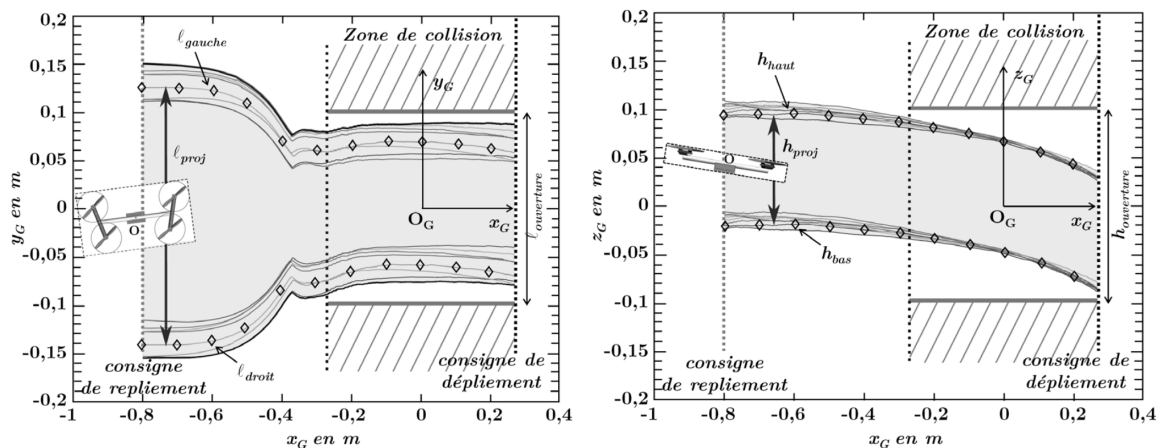 0,2
0,15
0,1
0,05
0
-0,05
-0,1
-0,15
-0,2
y_G en m
ℓ_gauche
ℓ_proj
O
ℓ_droit
consigne
de repliement
Zone de collision
y_G
O_G
x_G
ℓ_ouverture
consigne de
dépliement
-1
-0,8
-0,6
-0,4
-0,2
0
0,2
0,4
x_G en m
0,2
0,15
0,1
0,05
0
-0,05
-0,1
-0,15
-0,2
z_G en m
h_haut
h_proj
O
h_bas
consigne
de repliement
Zone de collision
z_G
O_G
x_G
h_ouverture
consigne de
dépliement
-1
-0,8
-0,6
-0,4
-0,2
0
0,2
0,4
x_G en m